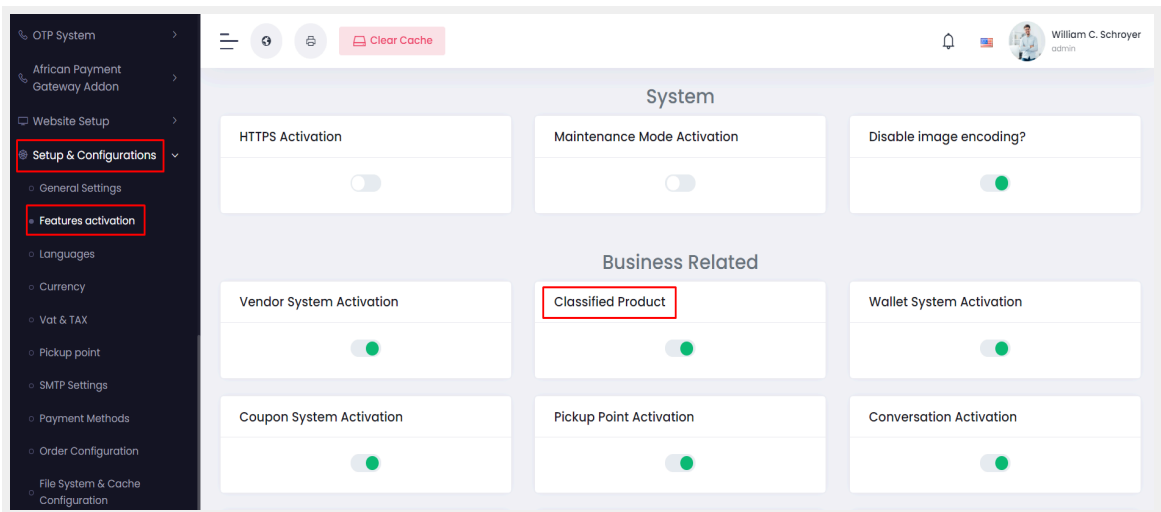 OTP System
African Payment
Gateway Addon
Website Setup
Setup & Configurations
General Settings
Features activation
Languages
Currency
Vat & TAX
Pickup point
SMTP Settings
Payment Methods
Order Configuration
File System & Cache
Configuration
Clear Cache
William C. Schroyer
admin
System
HTTPS Activation
Maintenance Mode Activation
Disable image encoding?
Business Related
Vendor System Activation
Classified Product
Wallet System Activation
Coupon System Activation
Pickup Point Activation
Conversation Activation